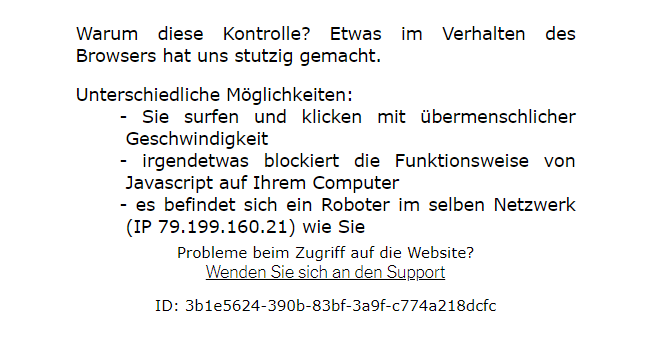 Warum diese Kontrolle? Etwas im Verhalten des
Browsers hat uns stutzig gemacht.
Unterschiedliche Möglichkeiten:
- Sie surfen und klicken mit übermenschlicher
Geschwindigkeit
- irgendetwas blockiert die Funktionsweise von
Javascript auf Ihrem Computer
- es befindet sich ein Roboter im selben Netzwerk
(IP 79.199.160.21) wie Sie
Probleme beim Zugriff auf die Website?
Wenden Sie sich an den Support
ID: 3b1e5624-390b-83bf-3a9f-c774a218dcfc